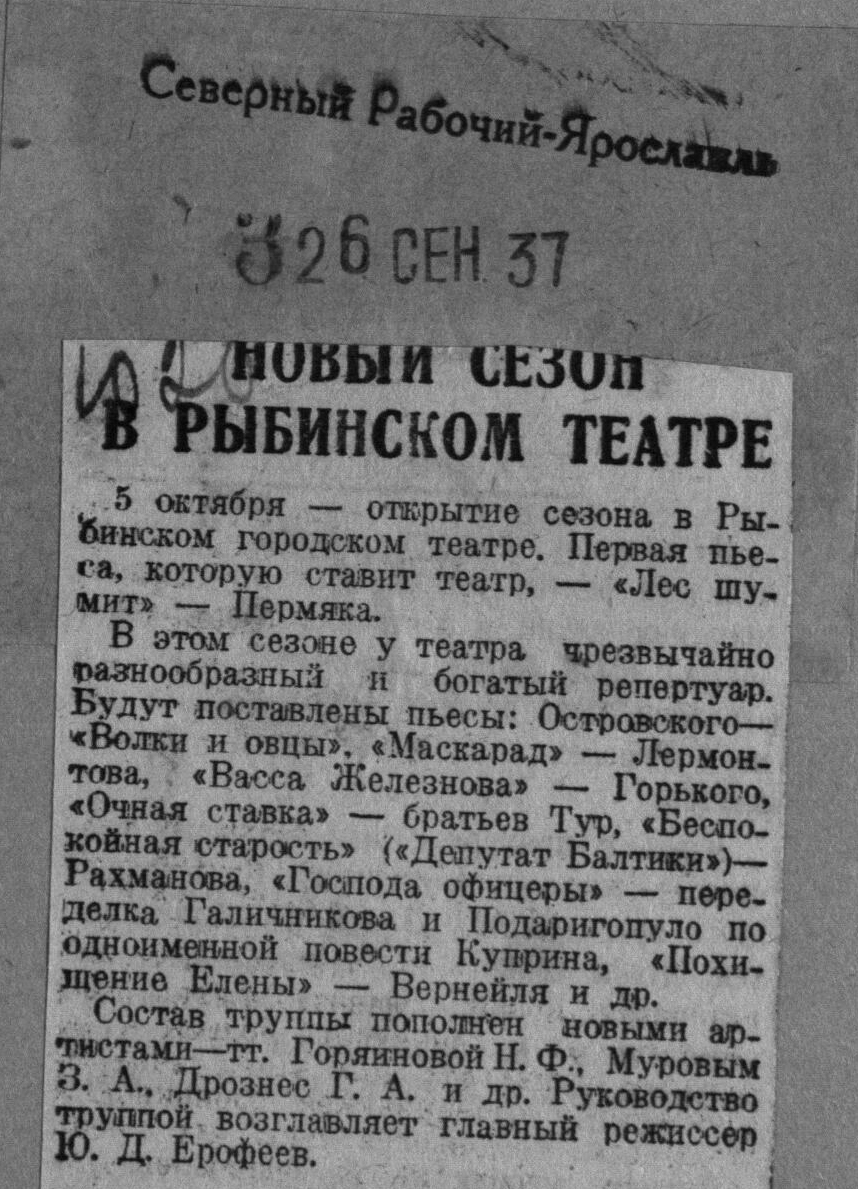 Северный Рабочий-Ярославль
26 СЕН 37
НОВЫЙ СЕЗОН
В РЫБИНСКОМ ТЕАТРЕ
5 октября — открытие сезона в Ры-
бинском городском театре. Первая пье-
са, которую ставит театр, — «Лес шу-
мит» — Пермяка.
В этом сезоне у театра чрезвычайно
разнообразный и богатый репертуар.
Будут поставлены пьесы: Островского—
«Волки и овцы», «Маскарад» — Лермон-
това, «Васса Железнова» — Горького,
«Очная ставка» — братьев Тур, «Беспо-
койная старость» («Депутат Балтики»)—
Рахманова, «Господа офицеры» — пере-
делка Галичникова и Подаригопуло по
одноименной повести Куприна, «Похи-
щение Елены» — Вернейля и др.
Состав труппы пополнен новыми ар-
тистами—тт. Горяиновой Н. Ф., Муровым
З. А., Дрознес Г. А. и др. Руководство
труппой возглавляет главный режиссер
Ю. Д. Ерофеев.